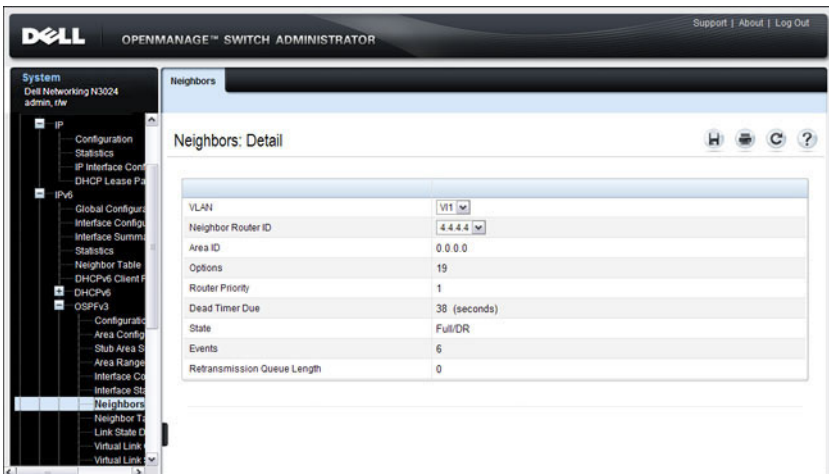 Support | About | Log Out
DELL
OPENMANAGE™ SWITCH ADMINISTRATOR
System
Dell Networking N3024
admin, r/w
Neighbors
IP
Configuration
Statistics
IP Interface Conf
DHCP Lease Pa
IPv6
Global Configura
Interface Configu
Interface Summa
Statistics
Neighbor Table
DHCPv6 Client P
DHCPv6
OSPFv3
Configuratio
Area Config
Stub Area S
Area Range
Interface Co
Interface Sta
Neighbors
Neighbor Ta
Link State D
Virtual Link
Virtual Link
Neighbors: Detail
VLAN Vl1
Neighbor Router ID 4.4.4.4
Area ID 0.0.0.0
Options 19
Router Priority 1
Dead Timer Due 38 (seconds)
State Full/DR
Events 6
Retransmission Queue Length 0